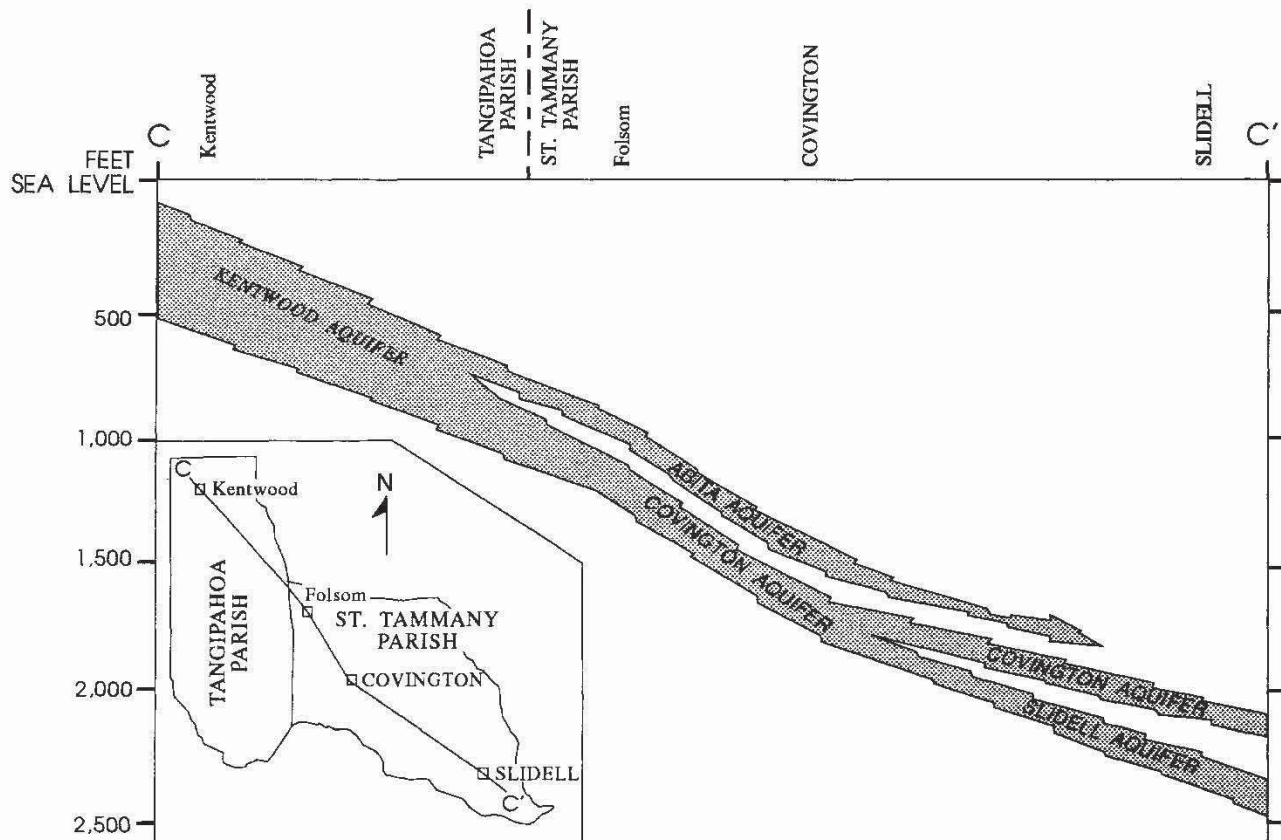 Kentwood
TANGIPAHOA
PARISH
ST. TAMMANY
PARISH
Folsom
COVINGTON
SLIDELL
C
C'
FEET
SEA LEVEL
500
1,000
1,500
2,000
2,500
KENTWOOD AQUIFER
ABITA AQUIFER
COVINGTON AQUIFER
COVINGTON AQUIFER
SLIDELL AQUIFER
C
Kentwood
N
Folsom
ST. TAMMANY
PARISH
TANGIPAHOA
PARISH
COVINGTON
SLIDELL
C'